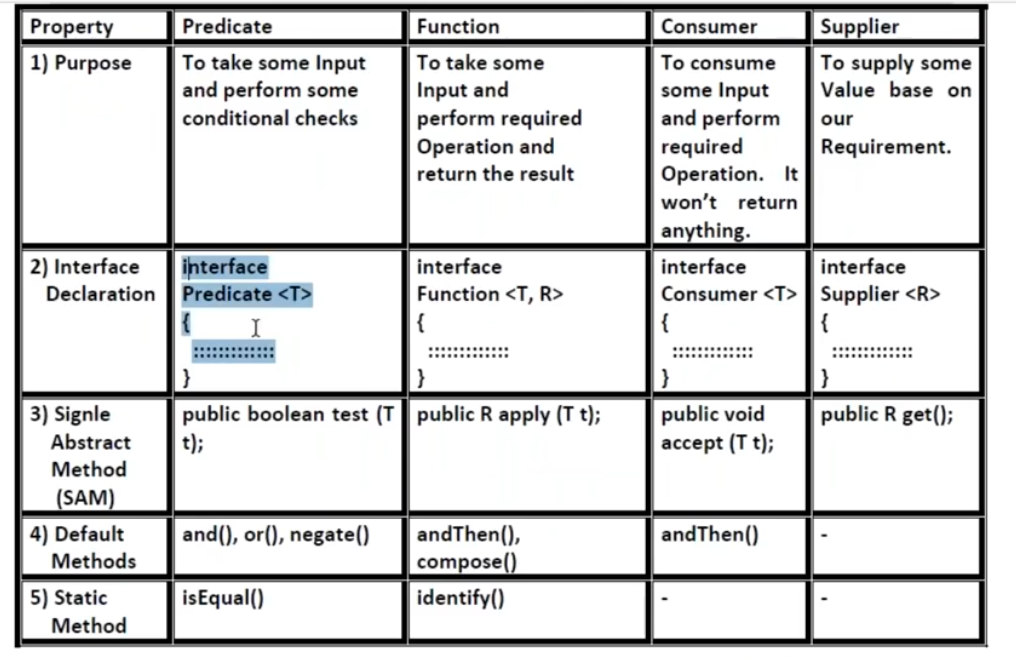 Property
Predicate
Function
Consumer
Supplier
1) Purpose
To take some Input
and perform some
conditional checks
To take some
Input and
perform required
Operation and
return the result
To consume
some Input
and perform
required
Operation. It
won't return
anything.
To supply some
Value base on
our
Requirement.
2) Interface
Declaration
interface
Predicate <T>
{
:::::::::::::
}
interface
Function <T, R>
{
:::::::::::::
}
interface
Consumer <T>
{
:::::::::::::
}
interface
Supplier <R>
{
:::::::::::::
}
3) Signle
Abstract
Method
(SAM)
public boolean test (T
t);
public R apply (T t);
public void
accept (T t);
public R get();
4) Default
Methods
and(), or(), negate()
andThen(),
compose()
andThen()
-
5) Static
Method
isEqual()
identify()
-
-